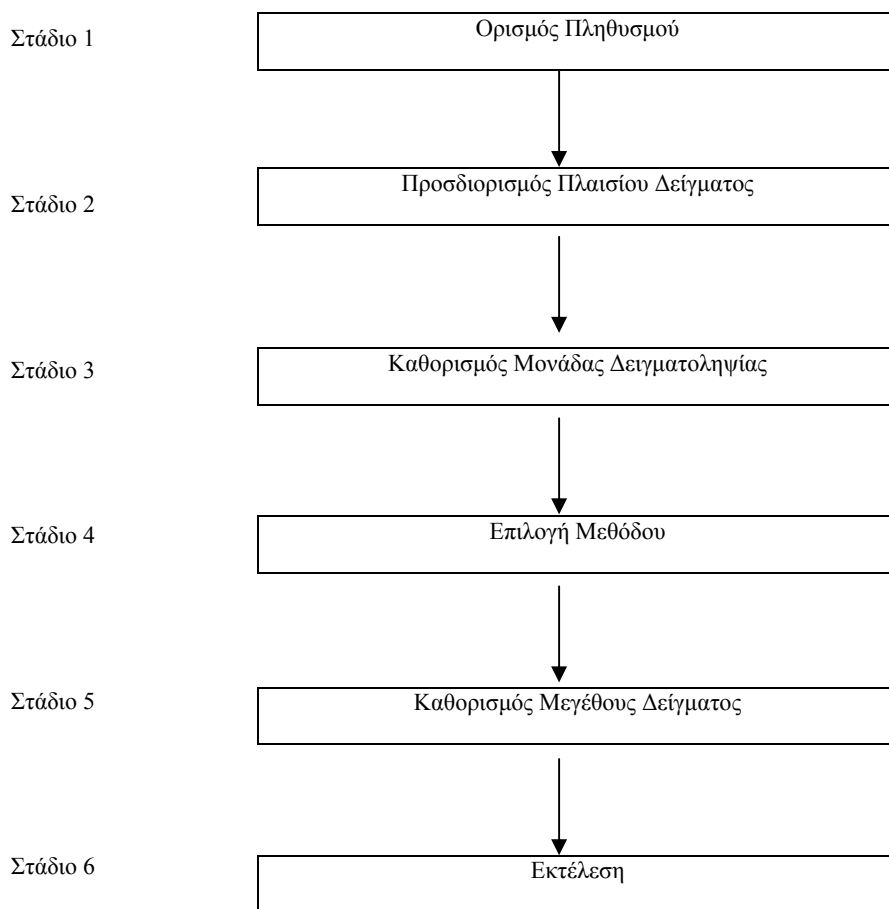 Στάδιο 1
Ορισμός Πληθυσμού
Στάδιο 2
Προσδιορισμός Πλαισίου Δείγματος
Στάδιο 3
Καθορισμός Μονάδας Δειγματοληψίας
Στάδιο 4
Επιλογή Μεθόδου
Στάδιο 5
Καθορισμός Μεγέθους Δείγματος
Στάδιο 6
Εκτέλεση